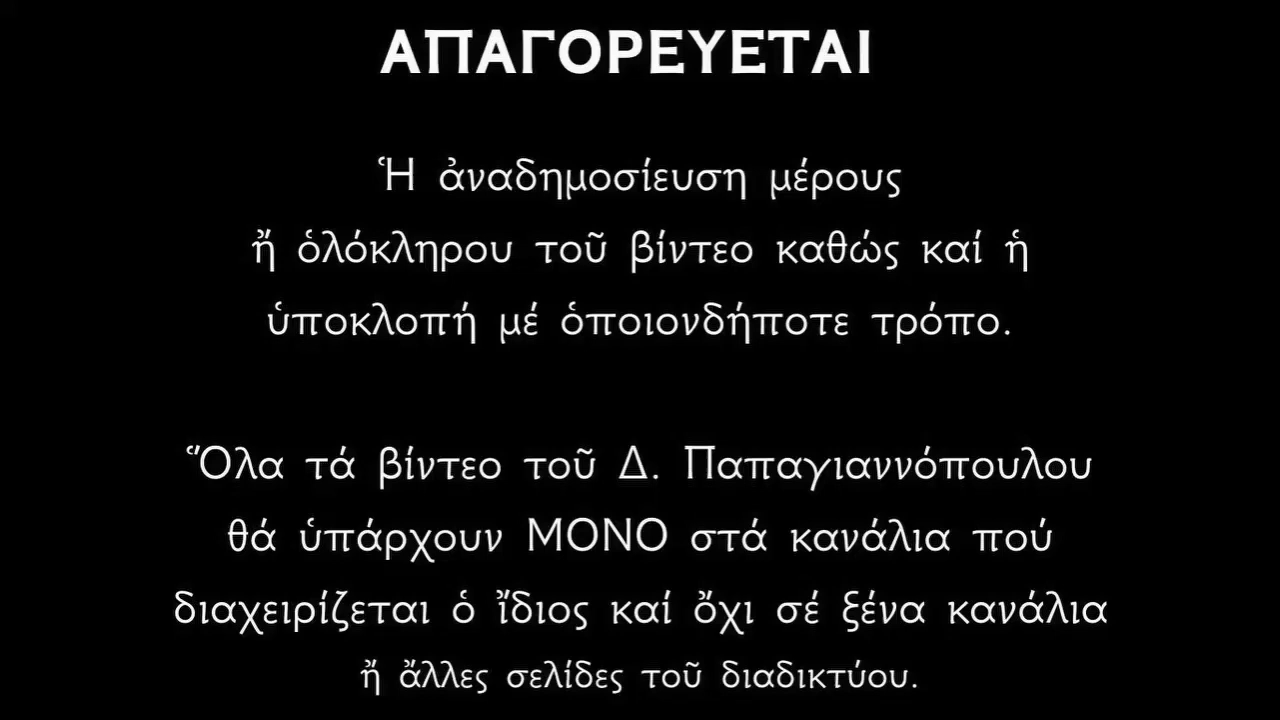 ΑΠΑΓΟΡΕΥΕΤΑΙ
Ἡ ἀναδημοσίευση μέρους
ἤ ὁλόκληρου τοῦ βίντεο καθώς καί ἡ
ὑποκλοπή μέ ὁποιονδήποτε τρόπο.
Ὅλα τά βίντεο τοῦ Δ. Παπαγιαννόπουλου
θά ὑπάρχουν ΜΟΝΟ στά κανάλια πού
διαχειρίζεται ὁ ἴδιος καί ὄχι σέ ξένα κανάλια
ἤ ἄλλες σελίδες τοῦ διαδικτύου.